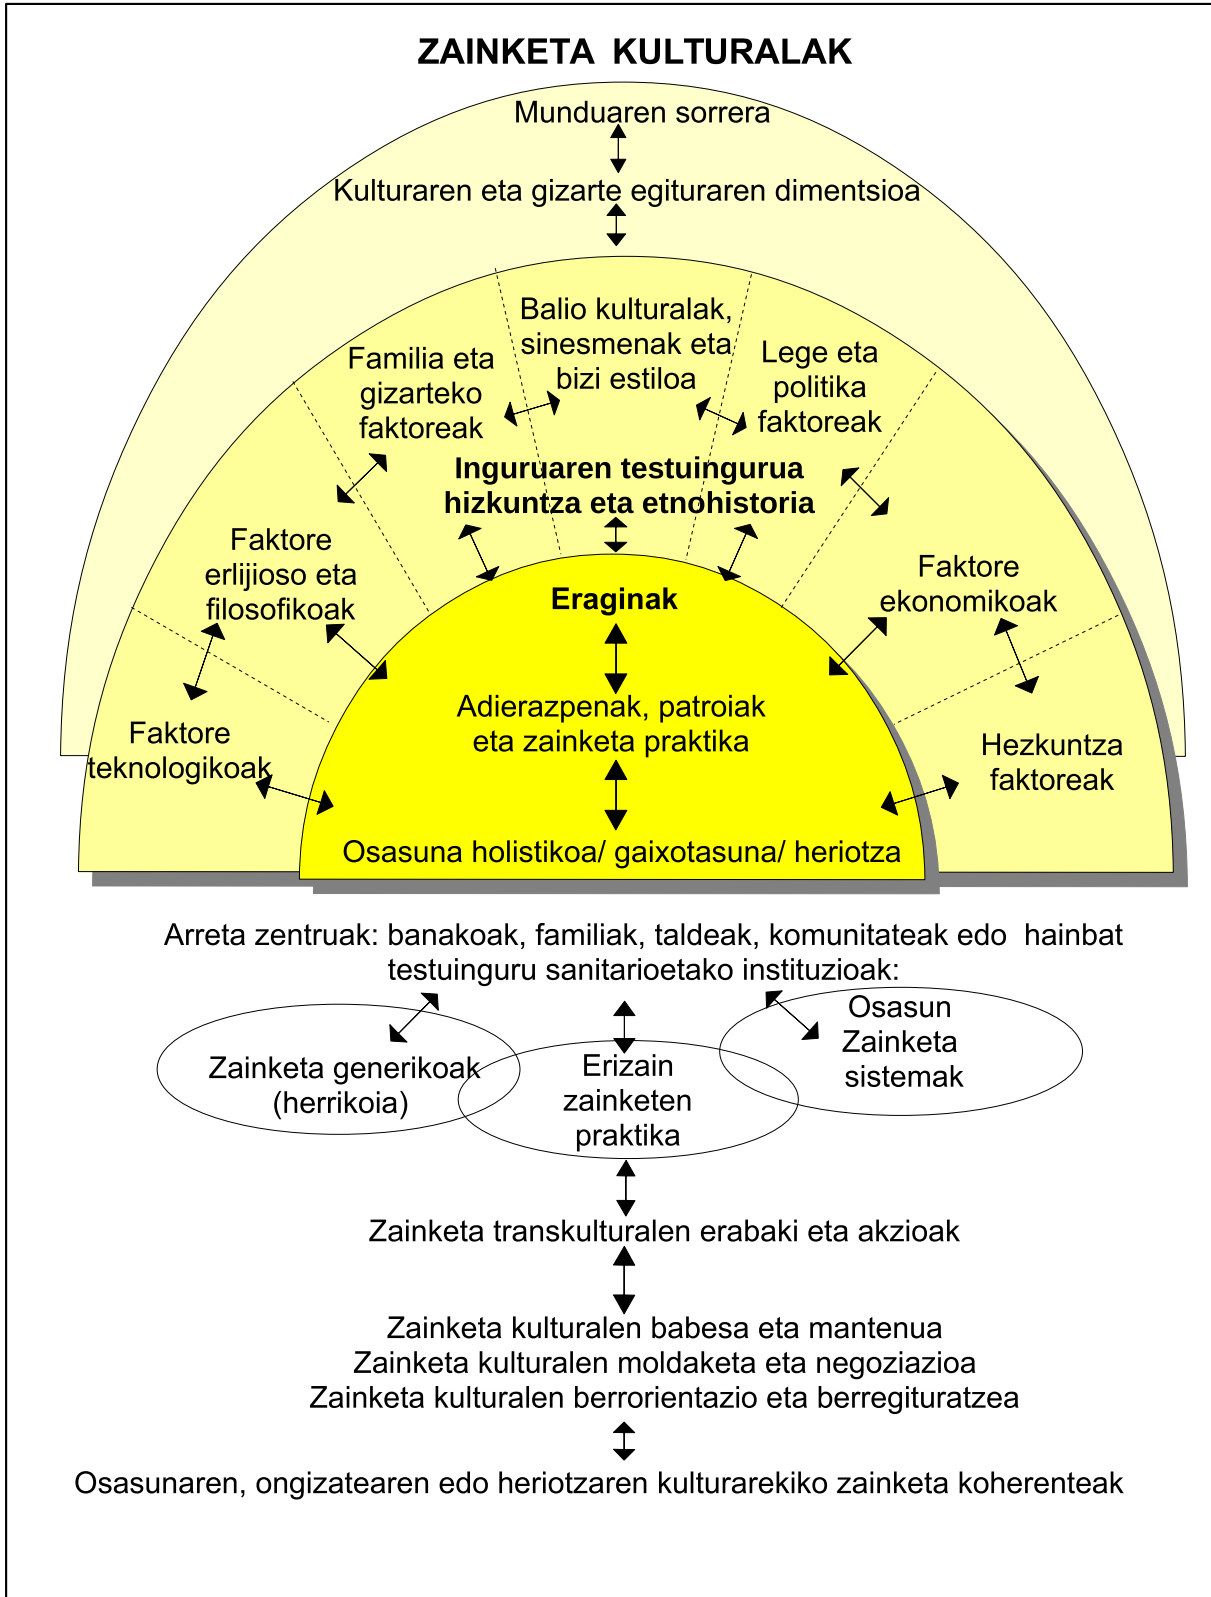 ZAINKETA KULTURALAK
Munduaren sorrera
Kulturaren eta gizarte egituraren dimentsioa
Balio kulturalak,
sinesmenak eta
bizi estiloa
Familia eta
gizarteko
faktoreak
Lege eta
politika
faktoreak
Inguruaren testuingurua
hizkuntza eta etnohistoria
Faktore
erlijioso eta
filosofikoak
Faktore
ekonomikoak
Eraginak
Adierazpenak, patroiak
eta zainketa praktika
Faktore
teknologikoak
Hezkuntza
faktoreak
Osasuna holistikoa/ gaixotasuna/ heriotza
Arreta zentruak: banakoak, familiak, taldeak, komunitateak edo hainbat
testuinguru sanitarioetako instituzioak:
Zainketa generikoak
(herrikoia)
Erizain
zainketen
praktika
Osasun
Zainketa
sistemak
Zainketa transkulturalen erabaki eta akzioak
Zainketa kulturalen babesa eta mantenua
Zainketa kulturalen moldaketa eta negoziazioa
Zainketa kulturalen berrorientazio eta berregituratzea
Osasunaren, ongizatearen edo heriotzaren kulturarekiko zainketa koherenteak